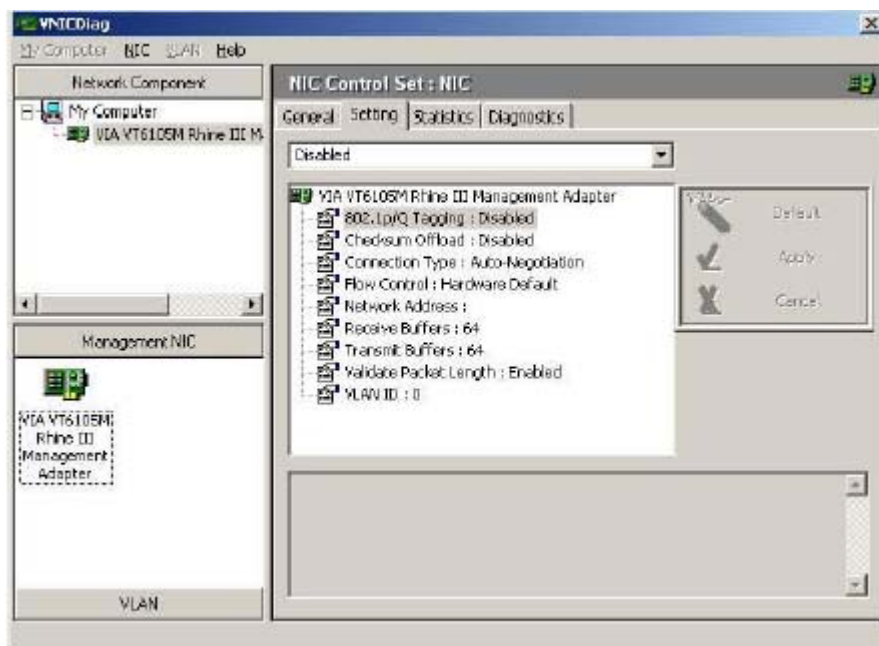 VNICDiag
My Computer NIC VLAN Help
Network Component
My Computer
VIA VT6105M Rhine III M
NIC Control Set : NIC
General Setting Statistics Diagnostics
Disabled
VIA VT6105M Rhine III Management Adapter
802.1p/Q Tagging : Disabled
Checksum Offload : Disabled
Connection Type : Auto-Negotiation
Flow Control : Hardware Default
Network Address :
Receive Buffers : 64
Transmit Buffers : 64
Validate Packet Length : Enabled
VLAN ID : 0
Default
Apply
Cancel
Management NIC
VIA VT6105M
Rhine III
Management
Adapter
VLAN